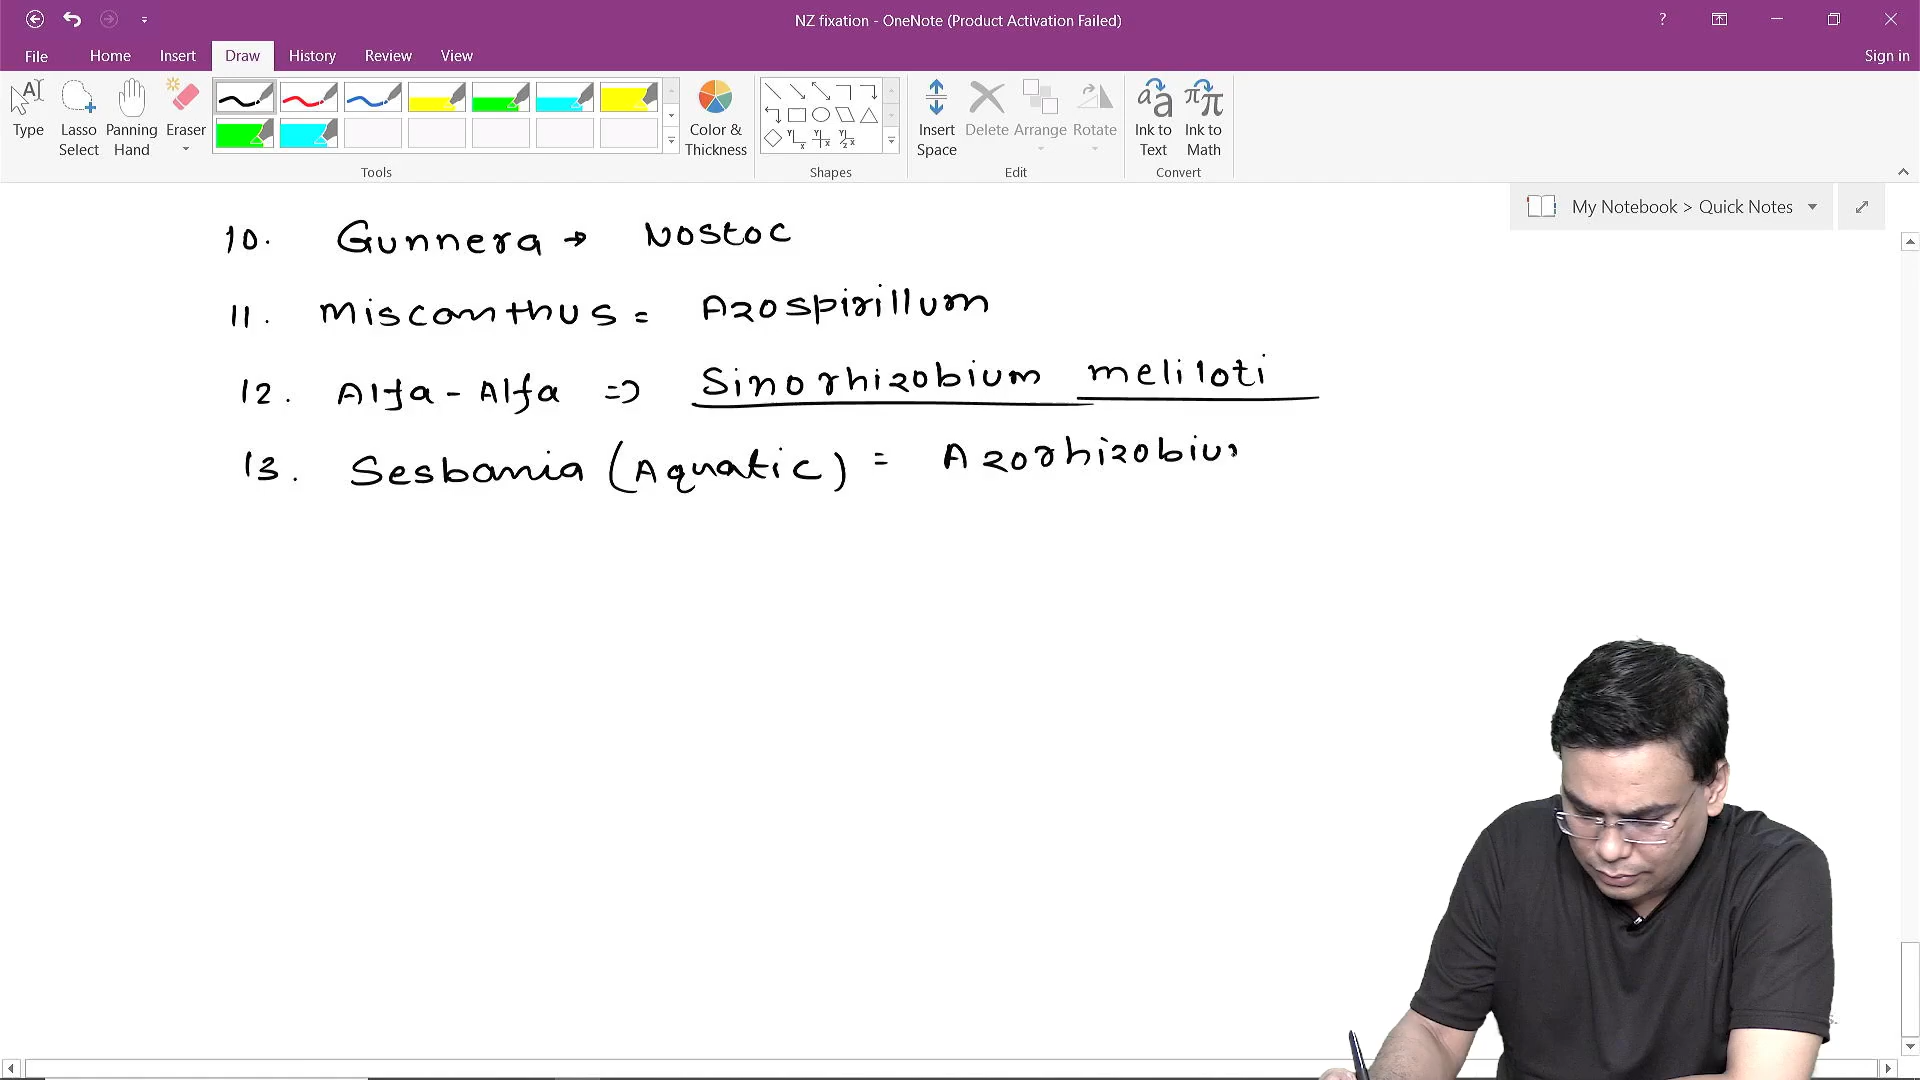 NZ fixation - OneNote (Product Activation Failed)
?
File Home Insert Draw History Review View Sign in
Type Lasso Select Panning Hand Eraser Color & Thickness Insert Space Delete Arrange Rotate Ink to Text Ink to Math
Tools Shapes Edit Convert
My Notebook > Quick Notes
10. Gunnera → Nostoc
11. Miscanthus = Azospirillum
12. Alfa-Alfa => Sinorhizobium meliloti
13. Sesbania (Aquatic) = Azorhizobiu